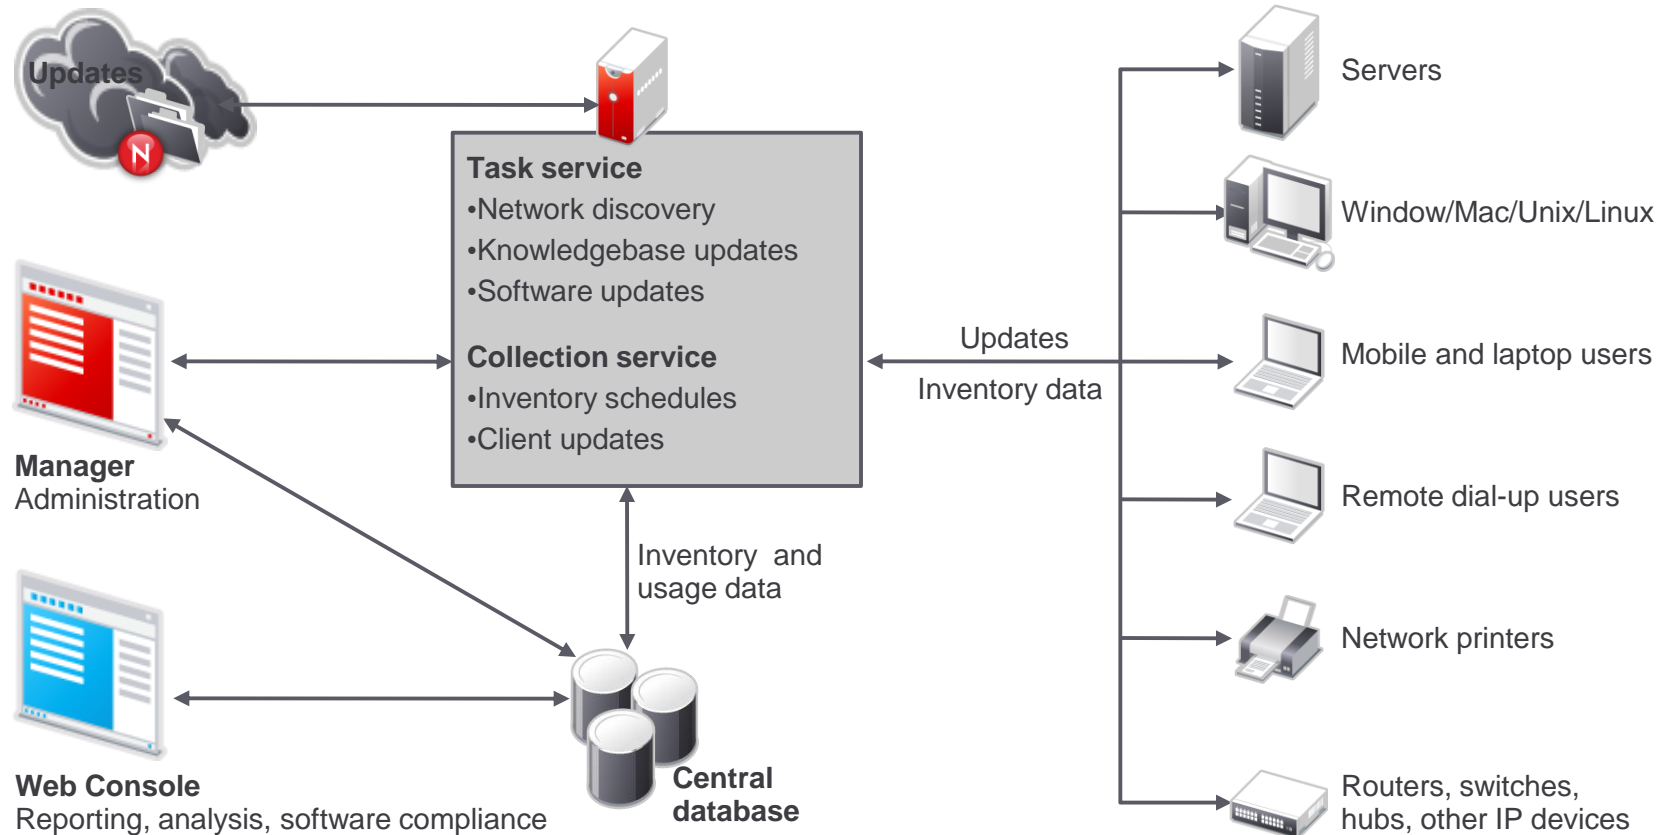 Updates
N
Task service
•Network discovery
•Knowledgebase updates
•Software updates
Collection service
•Inventory schedules
•Client updates
Manager
Administration
Inventory and
usage data
Web Console
Reporting, analysis, software compliance
Central
database
Updates
Inventory data
Servers
Window/Mac/Unix/Linux
Mobile and laptop users
Remote dial-up users
Network printers
Routers, switches,
hubs, other IP devices